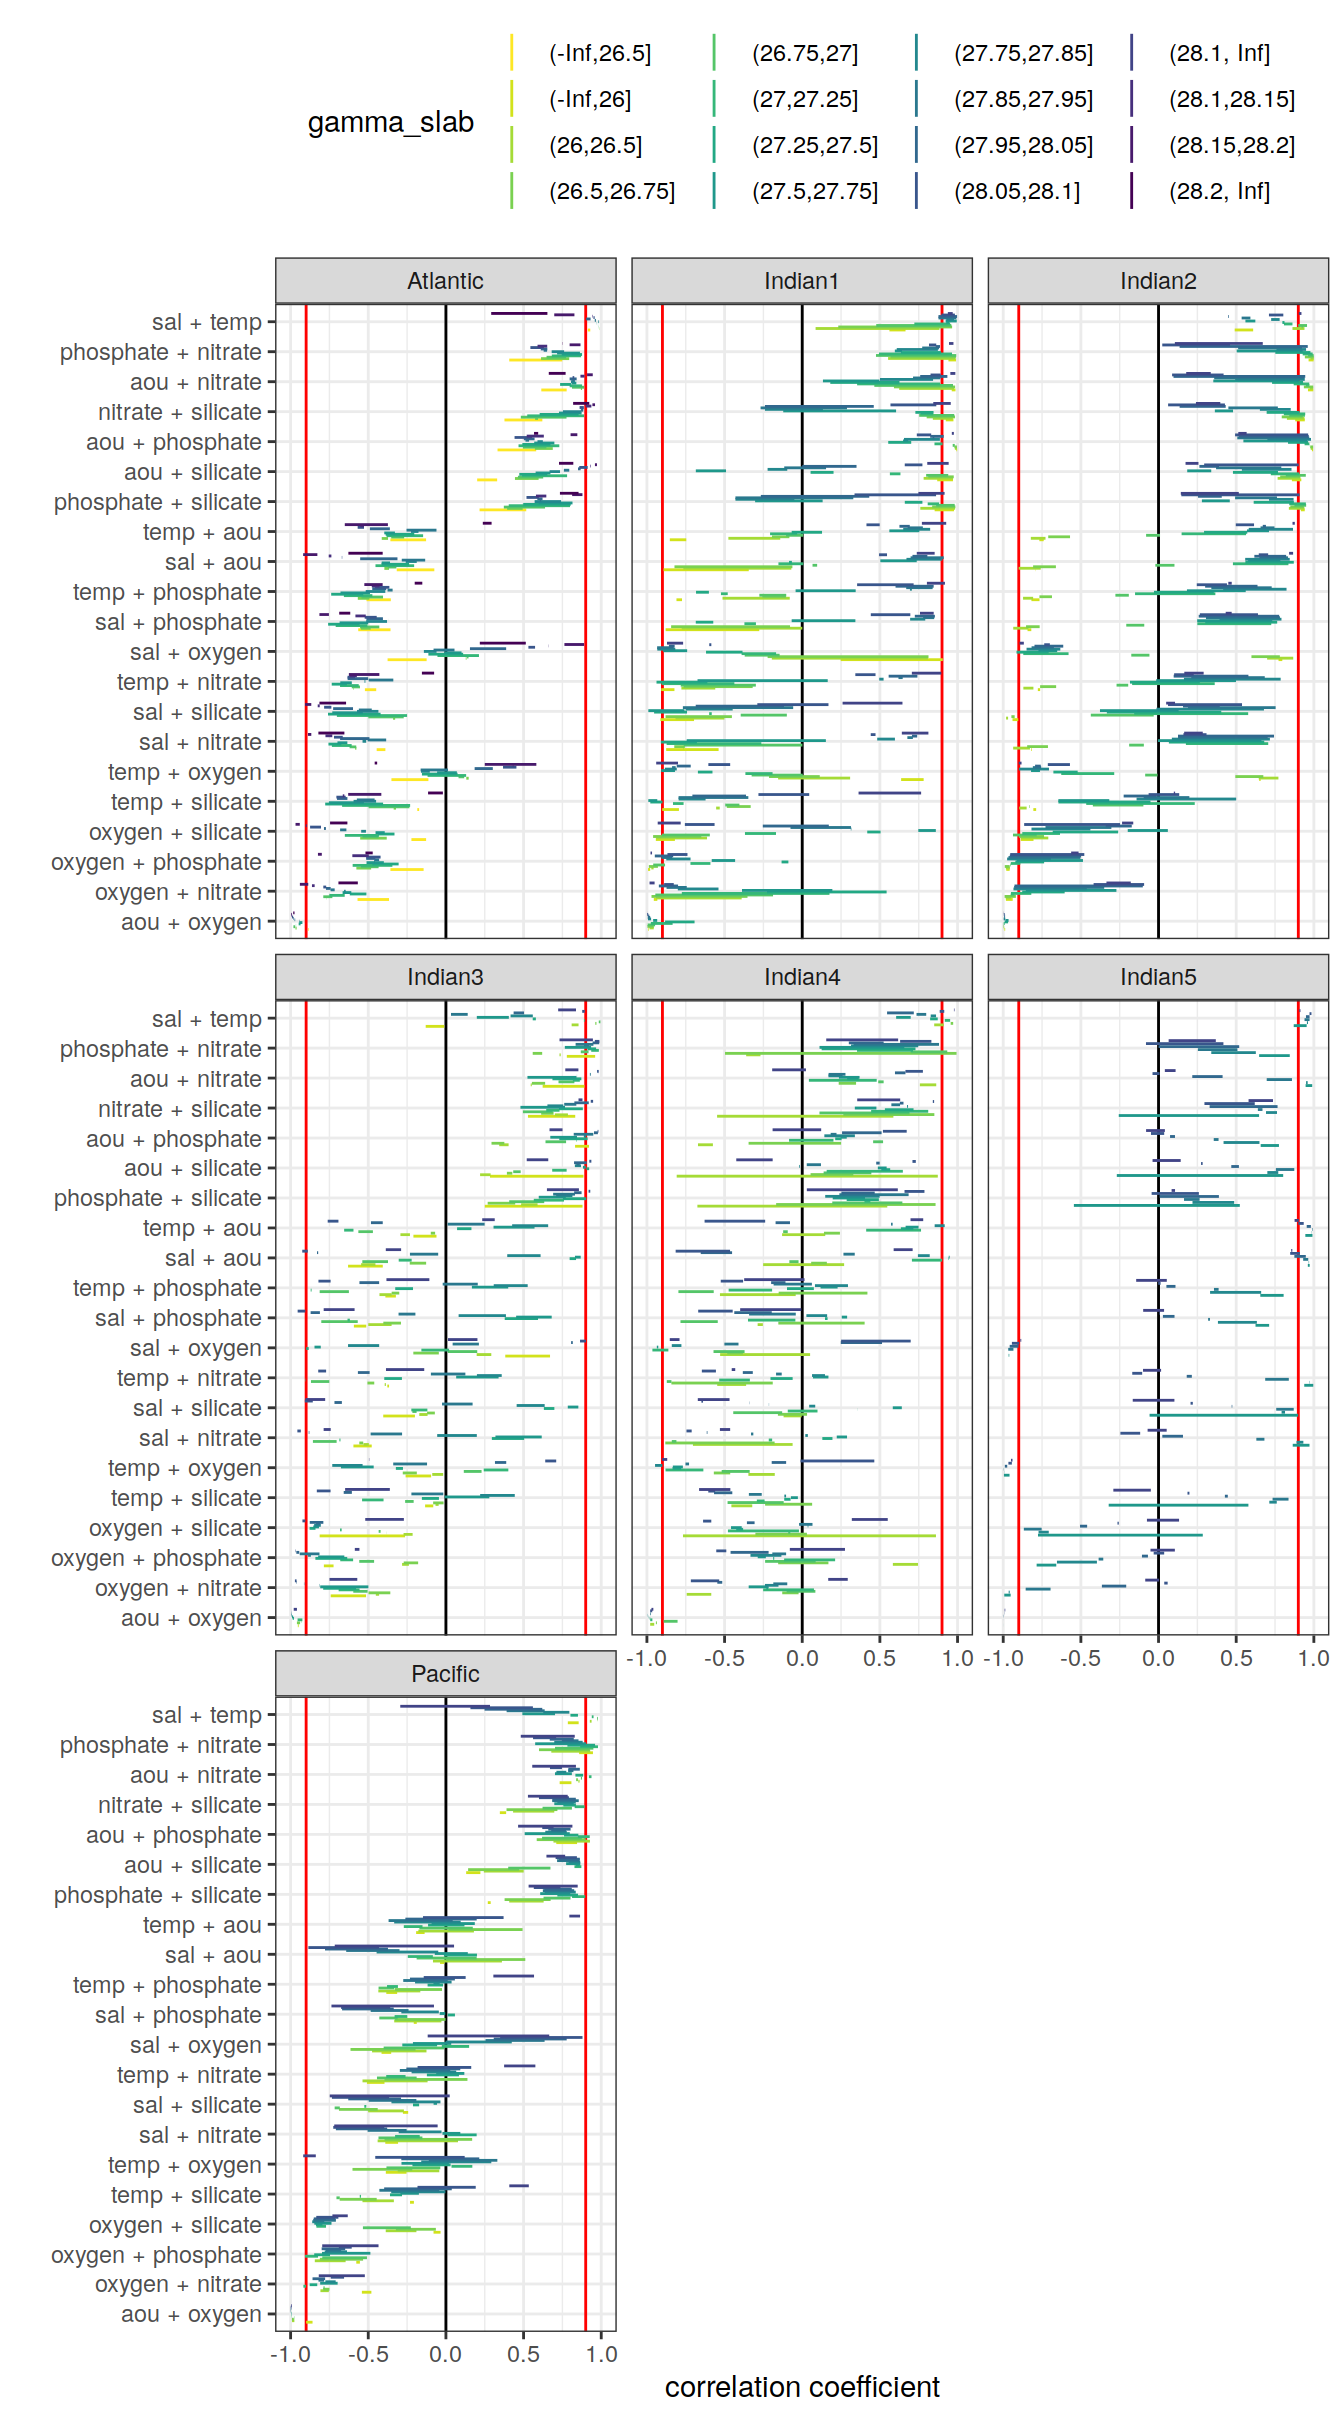 gamma_slab
(-Inf,26.5] (26.75,27] (27.75,27.85] (28.1, Inf]
(-Inf,26] (27,27.25] (27.85,27.95] (28.1,28.15]
(26,26.5] (27.25,27.5] (27.95,28.05] (28.15,28.2]
(26.5,26.75] (27.5,27.75] (28.05,28.1] (28.2, Inf]
Atlantic Indian1 Indian2
sal + temp
phosphate + nitrate
aou + nitrate
nitrate + silicate
aou + phosphate
aou + silicate
phosphate + silicate
temp + aou
sal + aou
temp + phosphate
sal + phosphate
sal + oxygen
temp + nitrate
sal + silicate
sal + nitrate
temp + oxygen
temp + silicate
oxygen + silicate
oxygen + phosphate
oxygen + nitrate
aou + oxygen
Indian3 Indian4 Indian5
sal + temp
phosphate + nitrate
aou + nitrate
nitrate + silicate
aou + phosphate
aou + silicate
phosphate + silicate
temp + aou
sal + aou
temp + phosphate
sal + phosphate
sal + oxygen
temp + nitrate
sal + silicate
sal + nitrate
temp + oxygen
temp + silicate
oxygen + silicate
oxygen + phosphate
oxygen + nitrate
aou + oxygen
-1.0 -0.5 0.0 0.5 1.0 -1.0 -0.5 0.0 0.5 1.0
Pacific
sal + temp
phosphate + nitrate
aou + nitrate
nitrate + silicate
aou + phosphate
aou + silicate
phosphate + silicate
temp + aou
sal + aou
temp + phosphate
sal + phosphate
sal + oxygen
temp + nitrate
sal + silicate
sal + nitrate
temp + oxygen
temp + silicate
oxygen + silicate
oxygen + phosphate
oxygen + nitrate
aou + oxygen
-1.0 -0.5 0.0 0.5 1.0
correlation coefficient